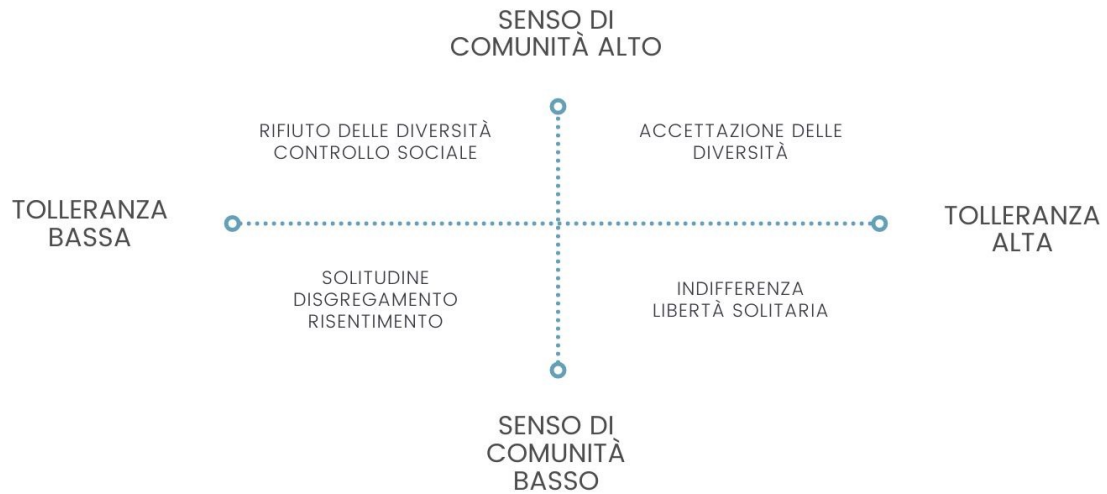 SENSO DI
COMUNITÀ ALTO
RIFIUTO DELLE DIVERSITÀ
CONTROLLO SOCIALE
ACCETTAZIONE DELLE
DIVERSITÀ
TOLLERANZA
BASSA
TOLLERANZA
ALTA
SOLITUDINE
DISGREGAMENTO
RISENTIMENTO
INDIFFERENZA
LIBERTÀ SOLITARIA
SENSO DI
COMUNITÀ
BASSO